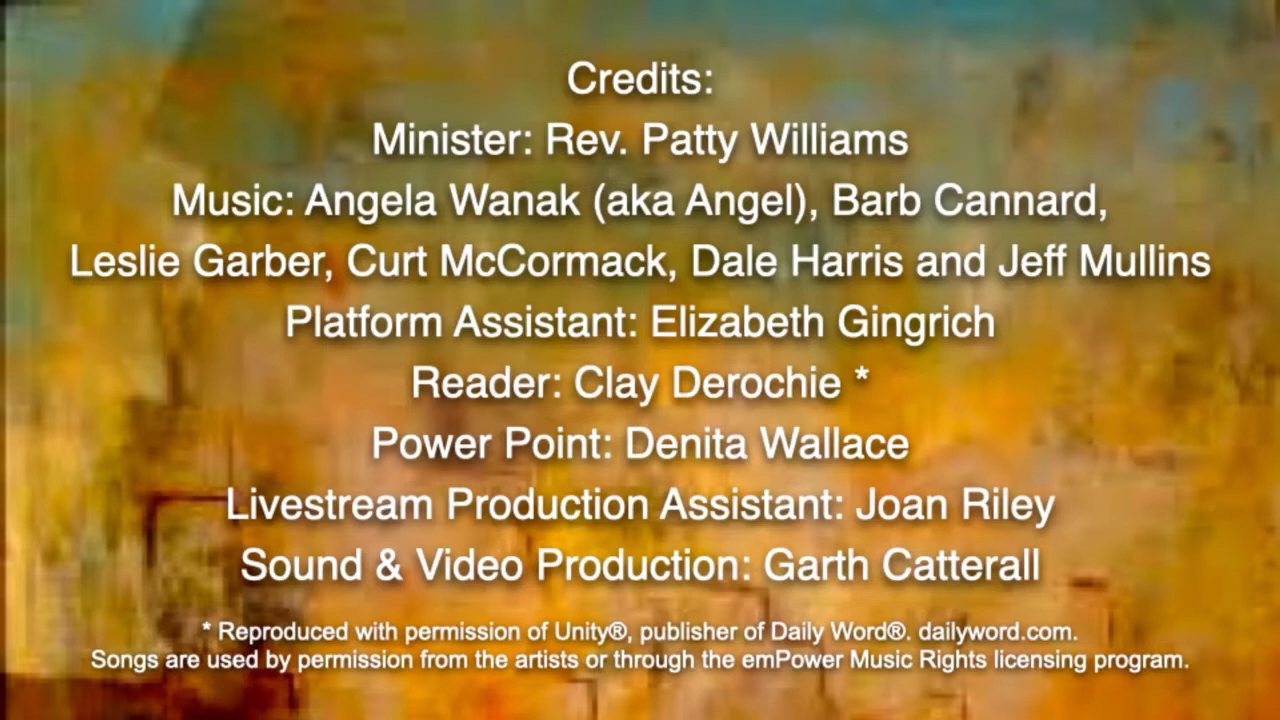 Credits:
Minister: Rev. Patty Williams
Music: Angela Wanak (aka Angel), Barb Cannard,
Leslie Garber, Curt McCormack, Dale Harris and Jeff Mullins
Platform Assistant: Elizabeth Gingrich
Reader: Clay Derochie *
Power Point: Denita Wallace
Livestream Production Assistant: Joan Riley
Sound & Video Production: Garth Catterall
* Reproduced with permission of Unity®, publisher of Daily Word®. dailyword.com.
Songs are used by permission from the artists or through the emPower Music Rights licensing program.